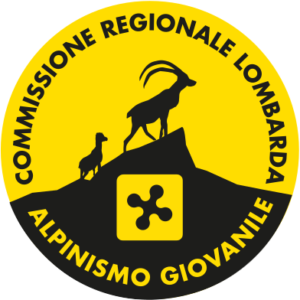 COMMISSIONE REGIONALE LOMBARDA
ALPINISMO GIOVANILE